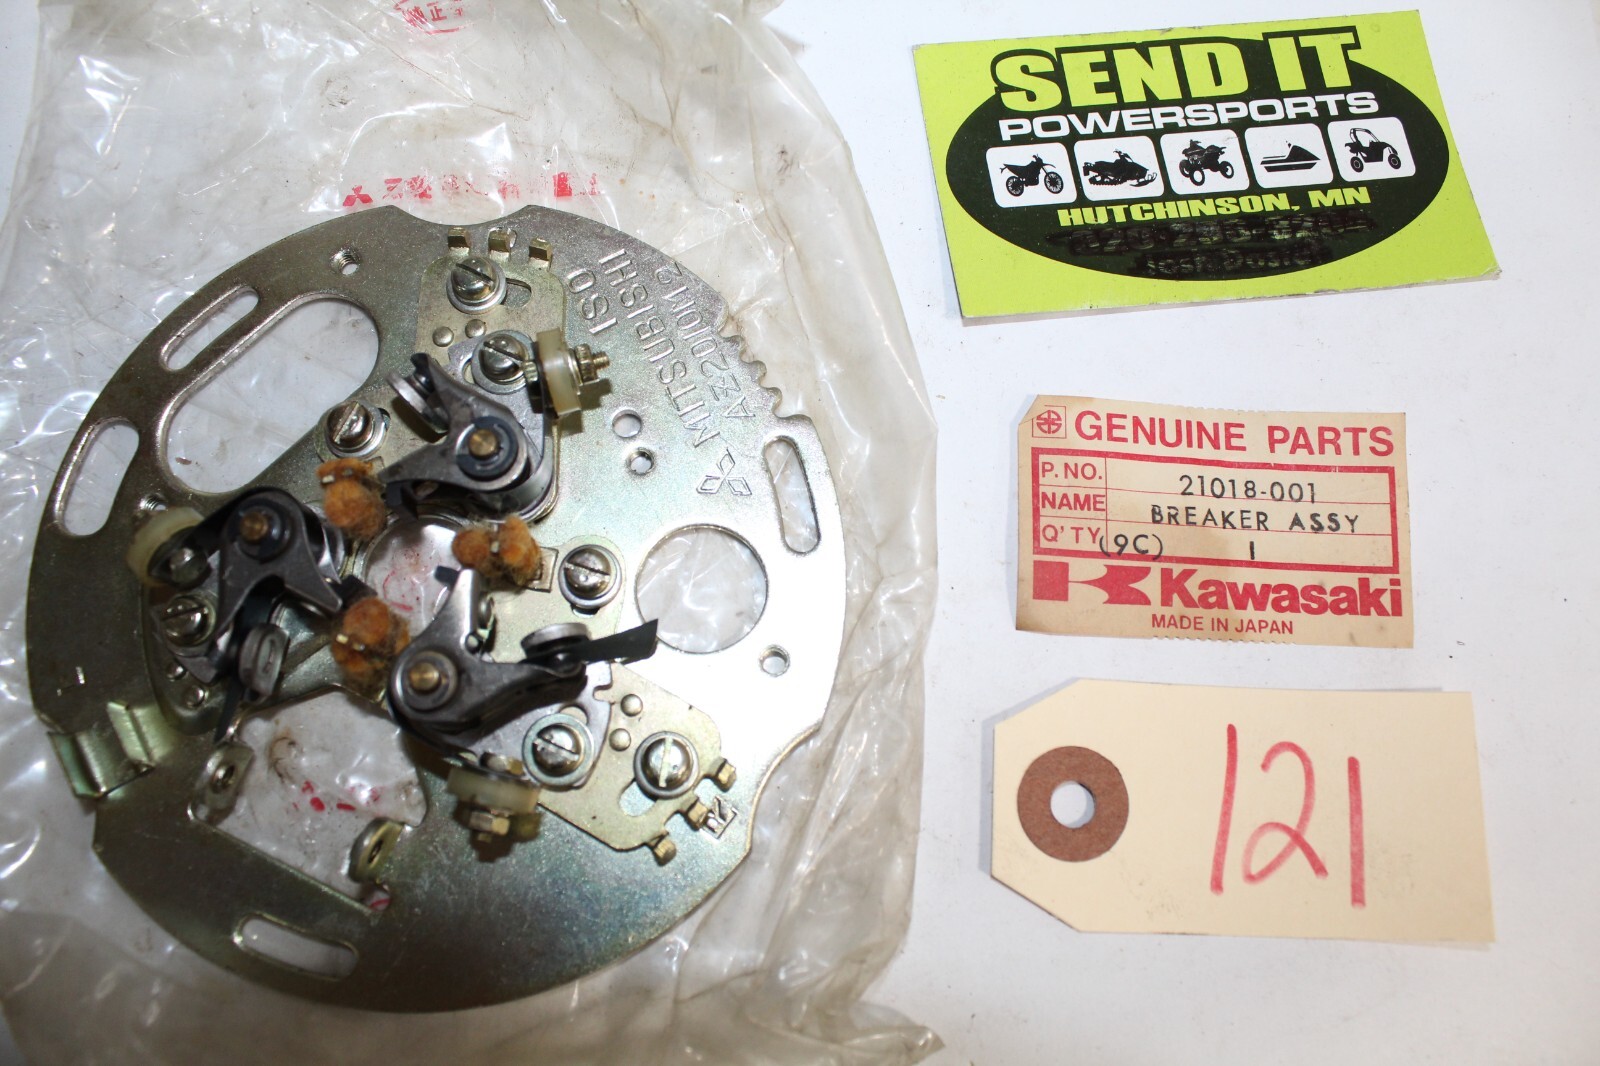 SEND IT
POWERSPORTS
HUTCHINSON, MN
ISO
MITSUBISHI
AZ2010M2
GENUINE PARTS
P. NO. 21018-001
NAME BREAKER ASSY
Q'TY (9C) 1
Kawasaki
MADE IN JAPAN
121